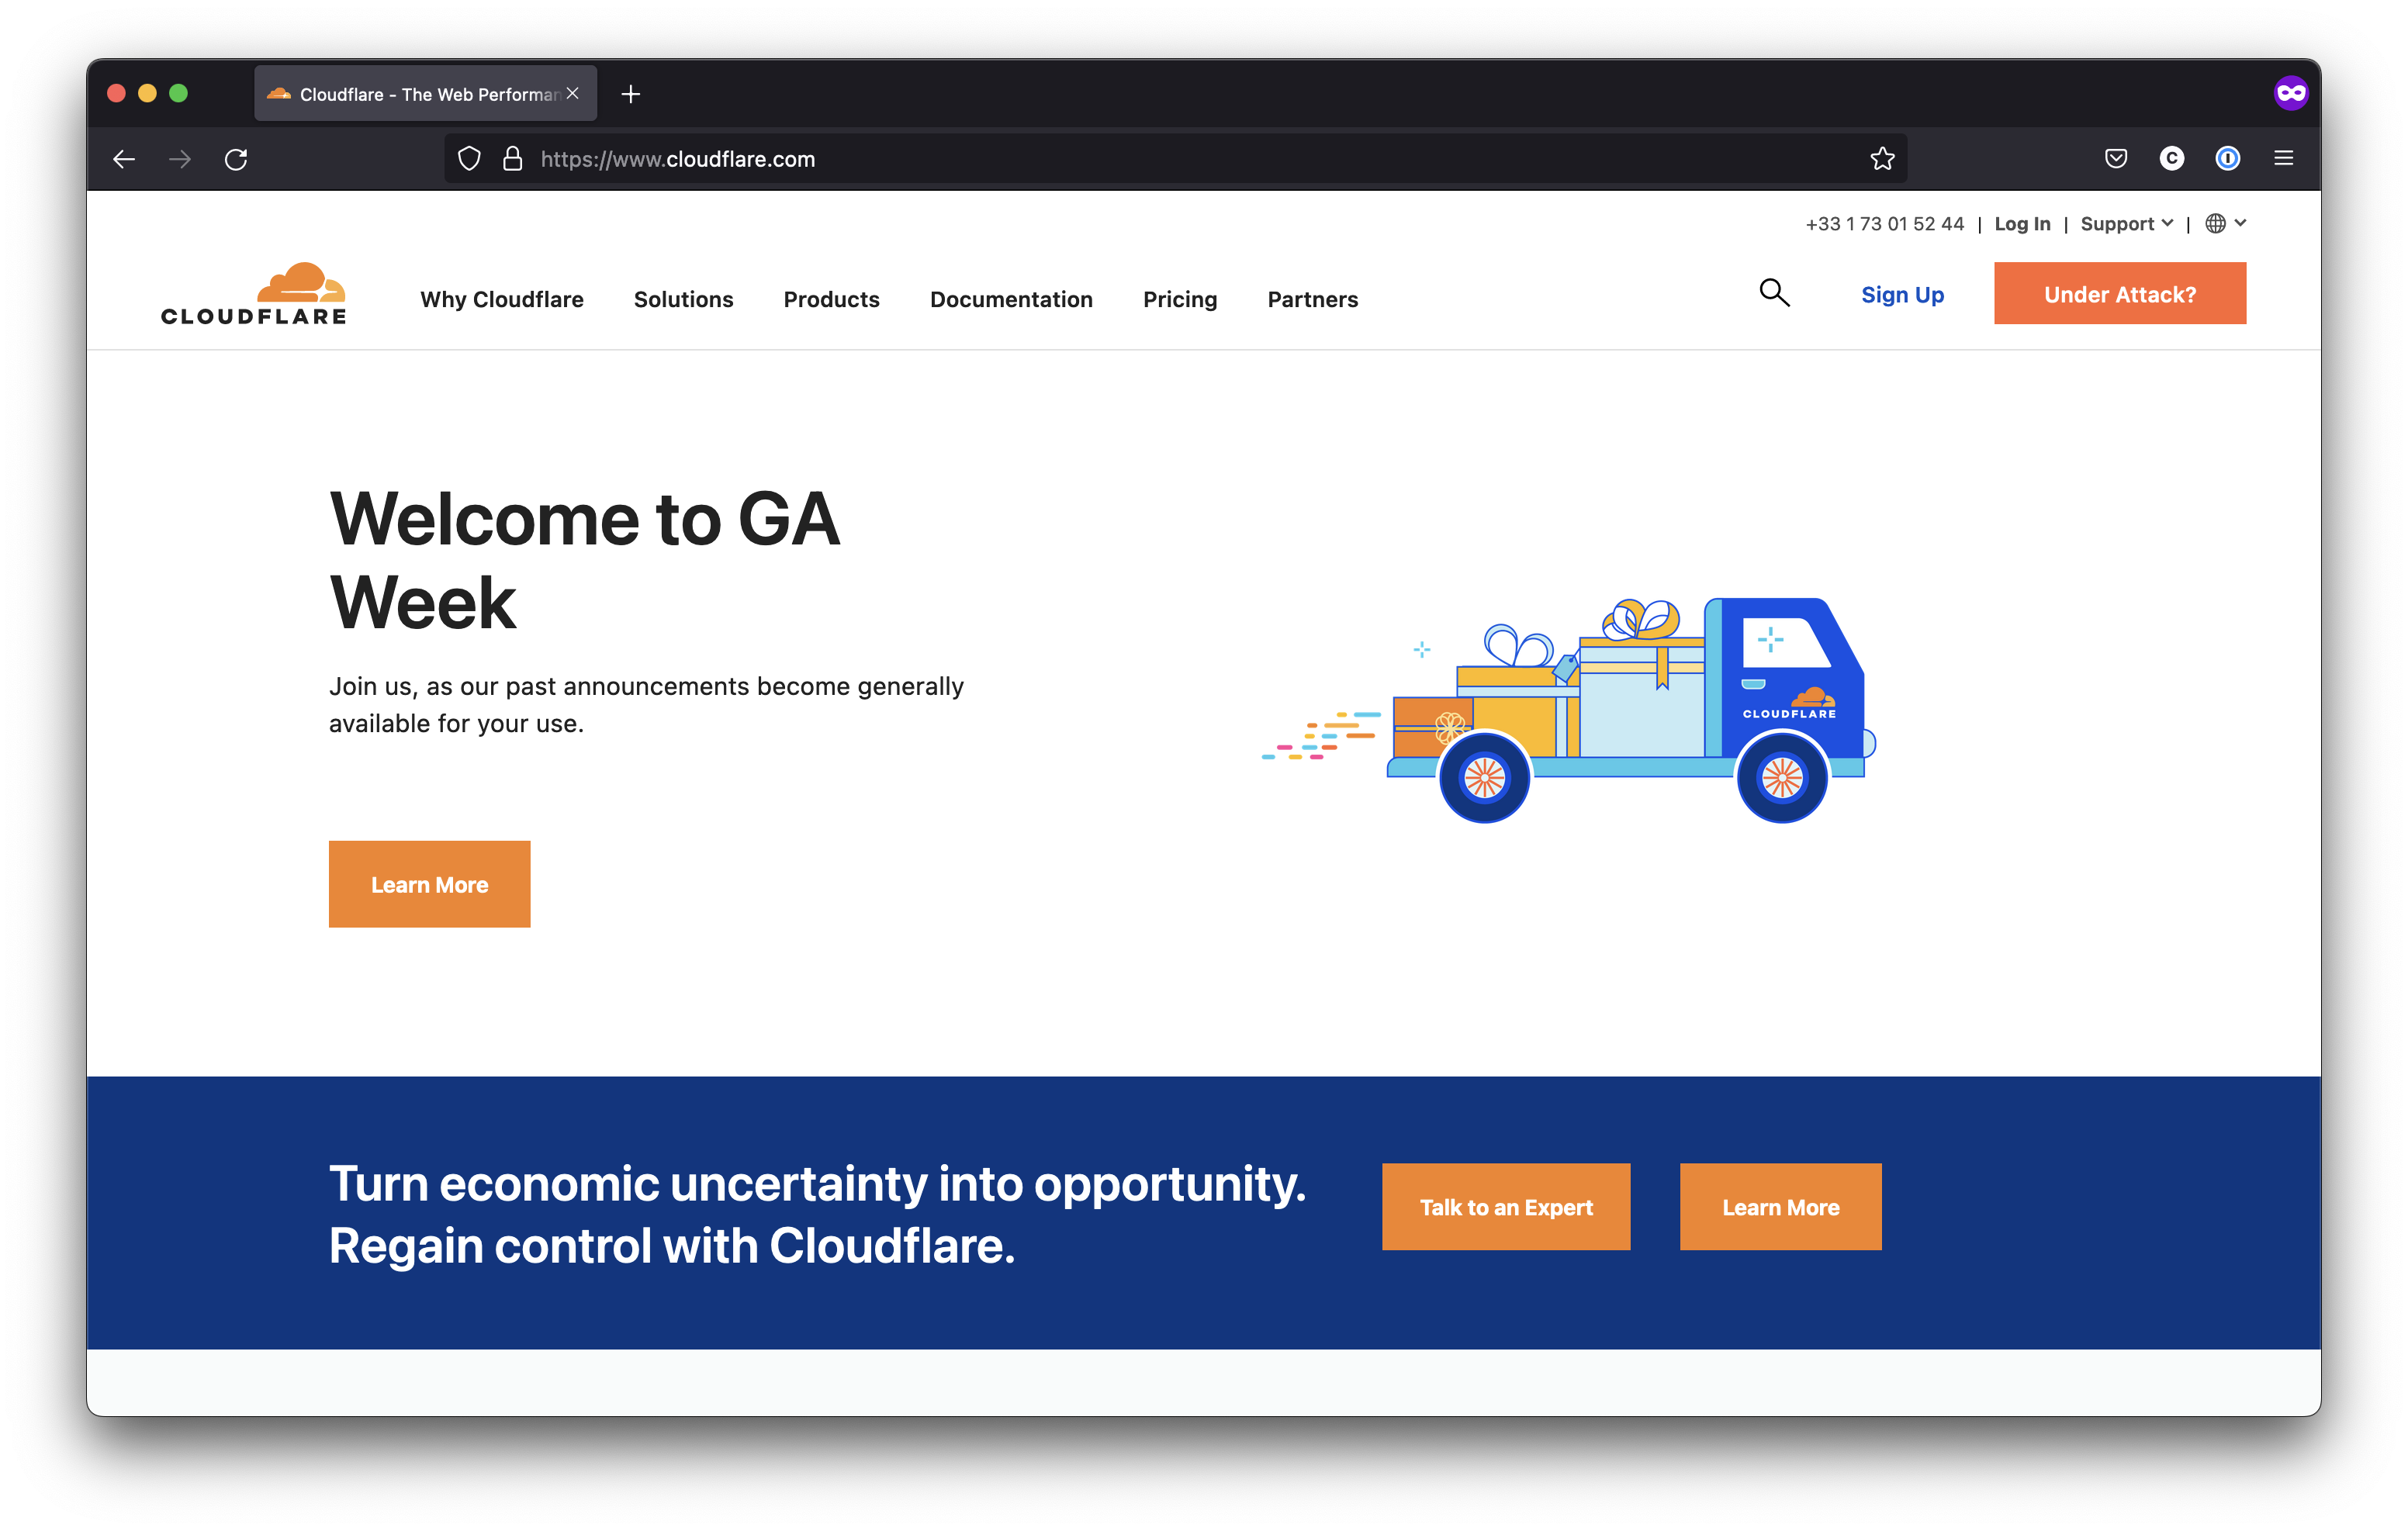 Cloudflare - The Web Performan
https://www.cloudflare.com
+33 1 73 01 52 44 | Log In | Support |
CLOUDFLARE
Why Cloudflare Solutions Products Documentation Pricing Partners Sign Up Under Attack?
Welcome to GA
Week
Join us, as our past announcements become generally
available for your use.
CLOUDFLARE
Learn More
Turn economic uncertainty into opportunity.
Regain control with Cloudflare.
Talk to an Expert Learn More